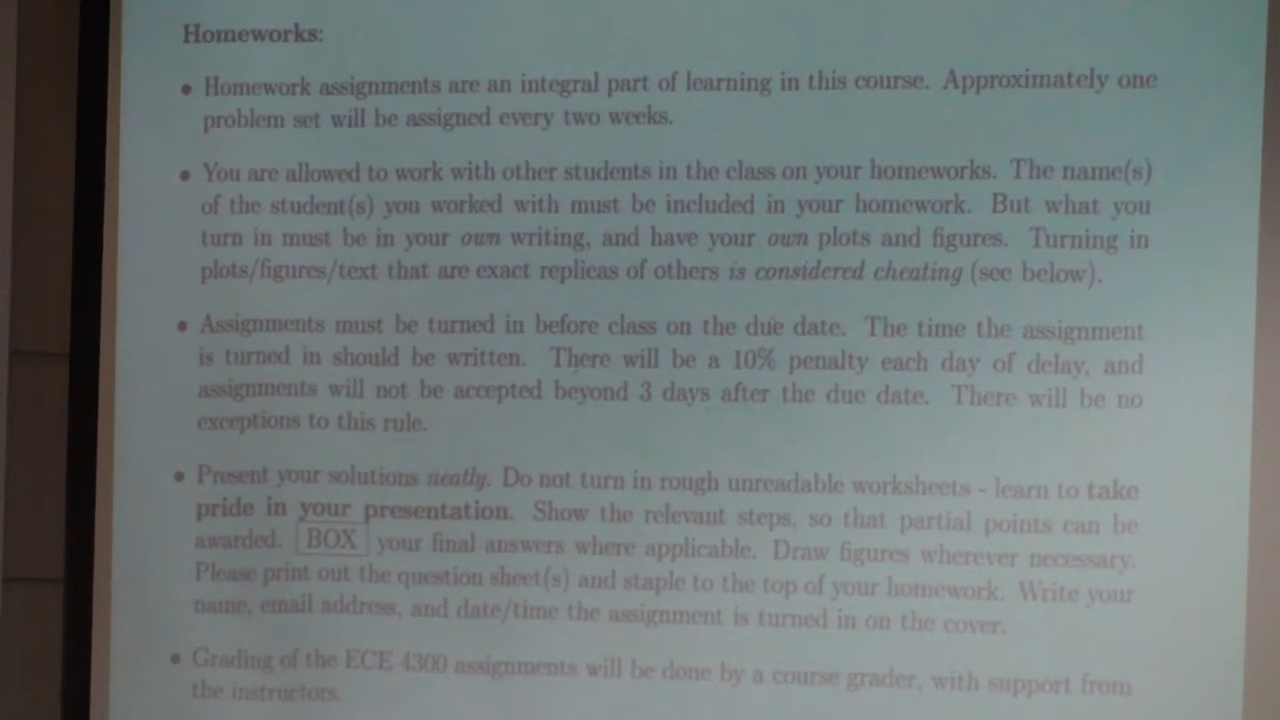 Homeworks:
• Homework assignments are an integral part of learning in this course. Approximately one
problem set will be assigned every two weeks.
• You are allowed to work with other students in the class on your homeworks. The name(s)
of the student(s) you worked with must be included in your homework. But what you
turn in must be in your own writing, and have your own plots and figures. Turning in
plots/figures/text that are exact replicas of others is considered cheating (see below).
• Assignments must be turned in before class on the due date. The time the assignment
is turned in should be written. There will be a 10% penalty each day of delay, and
assignments will not be accepted beyond 3 days after the due date. There will be no
exceptions to this rule.
• Present your solutions neatly. Do not turn in rough unreadable worksheets - learn to take
pride in your presentation. Show the relevant steps, so that partial points can be
awarded. BOX your final answers where applicable. Draw figures wherever necessary.
Please print out the question sheet(s) and staple to the top of your homework. Write your
name, email address, and date/time the assignment is turned in on the cover.
• Grading of the ECE 4300 assignments will be done by a course grader, with support from
the instructors.